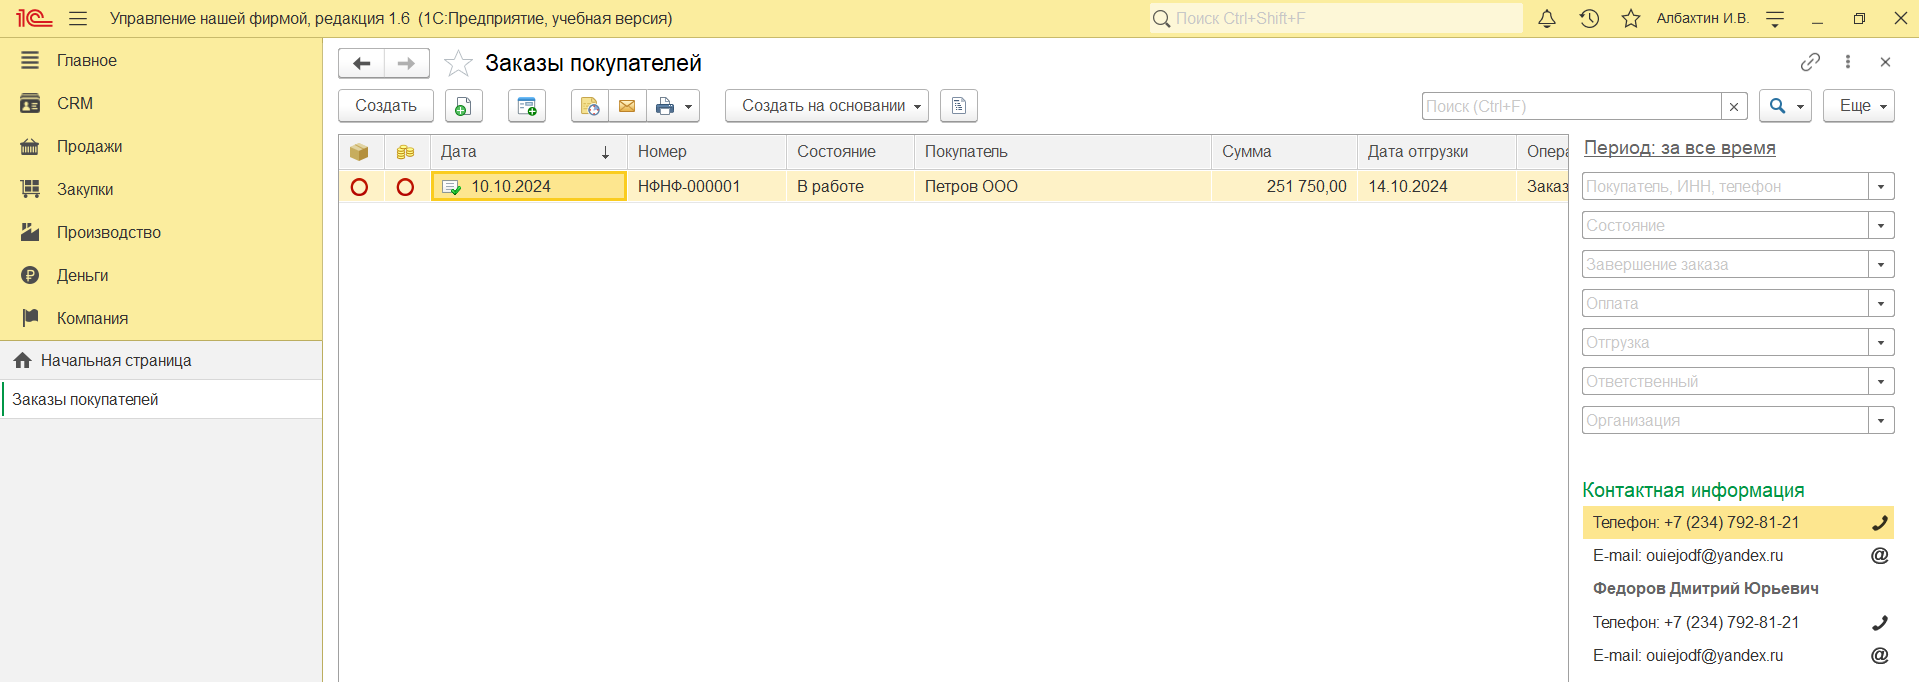 1С Управление нашей фирмой, редакция 1.6 (1С:Предприятие, учебная версия) Поиск Ctrl+Shift+F Албахтин И.В.
Главное
CRM
Продажи
Закупки
Производство
Деньги
Компания
Начальная страница
Заказы покупателей
Заказы покупателей
Создать Создать на основании Поиск (Ctrl+F) Еще
Дата Номер Состояние Покупатель Сумма Дата отгрузки Опера
10.10.2024 НФНФ-000001 В работе Петров ООО 251 750,00 14.10.2024 Заказ
Период: за все время
Покупатель, ИНН, телефон
Состояние
Завершение заказа
Оплата
Отгрузка
Ответственный
Организация
Контактная информация
Телефон: +7 (234) 792-81-21
E-mail: ouiejodf@yandex.ru
Федоров Дмитрий Юрьевич
Телефон: +7 (234) 792-81-21
E-mail: ouiejodf@yandex.ru